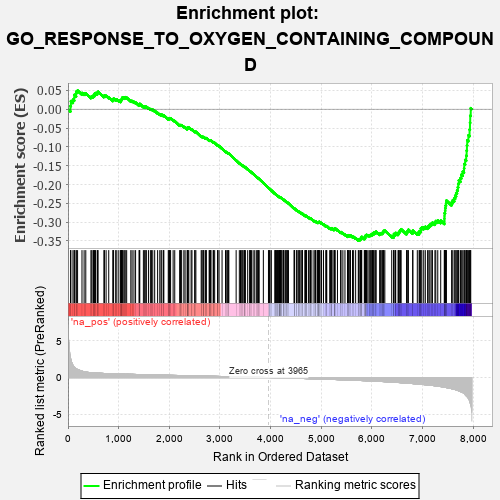 Enrichment plot:
GO_RESPONSE_TO_OXYGEN_CONTAINING_COMPOUN
D
Enrichment score (ES)
0.05
0.00
-0.05
-0.10
-0.15
-0.20
-0.25
-0.30
-0.35
'na_pos' (positively correlated)
Ranked list metric (PreRanked)
5
0
-5
Zero cross at 3965
'na_neg' (negatively correlated)
0
1,000
2,000
3,000
4,000
5,000
6,000
7,000
8,000
Rank in Ordered Dataset
Enrichment profile
Hits
Ranking metric scores